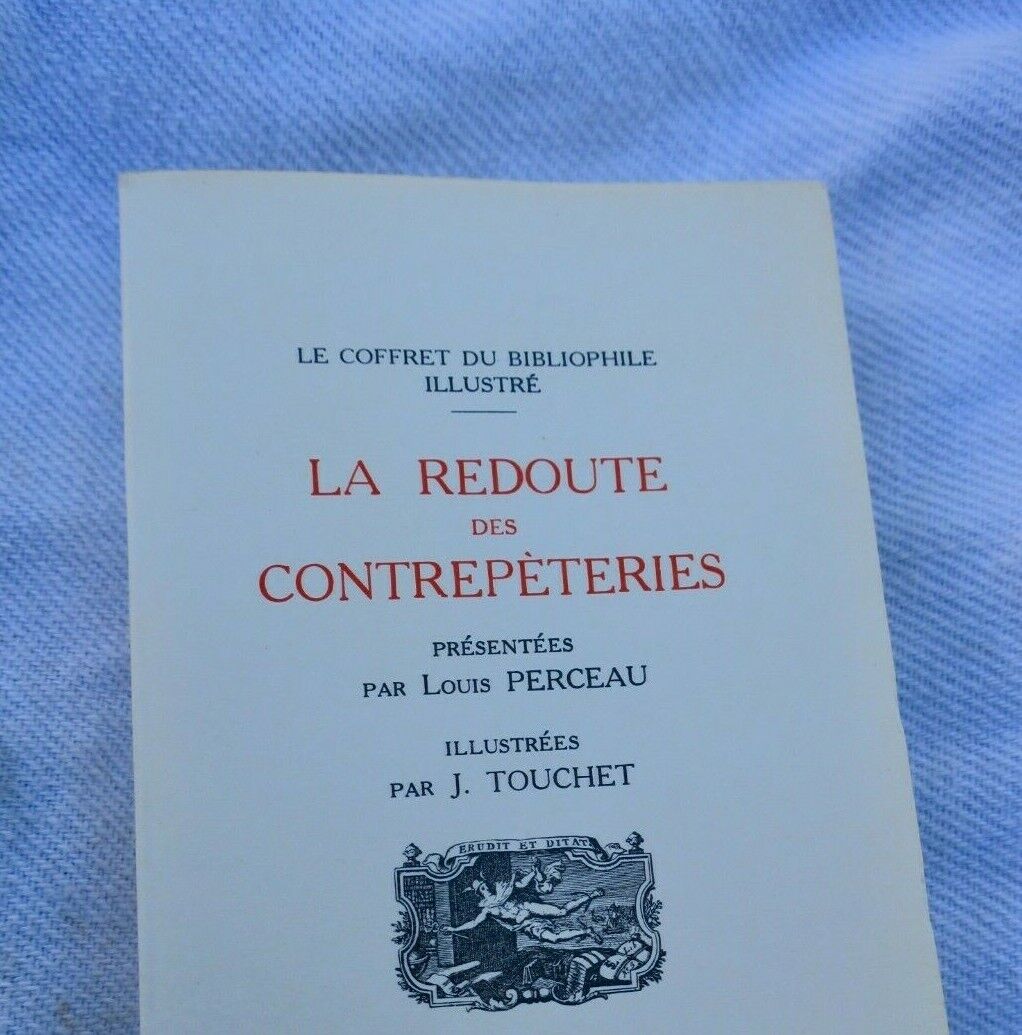 LE COFFRET DU BIBLIOPHILE
ILLUSTRÉ
LA REDOUTE
DES
CONTREPÈTERIES
PRÉSENTÉES
PAR LOUIS PERCEAU
ILLUSTRÉES
PAR J. TOUCHET
ERUDIT ET DITAT